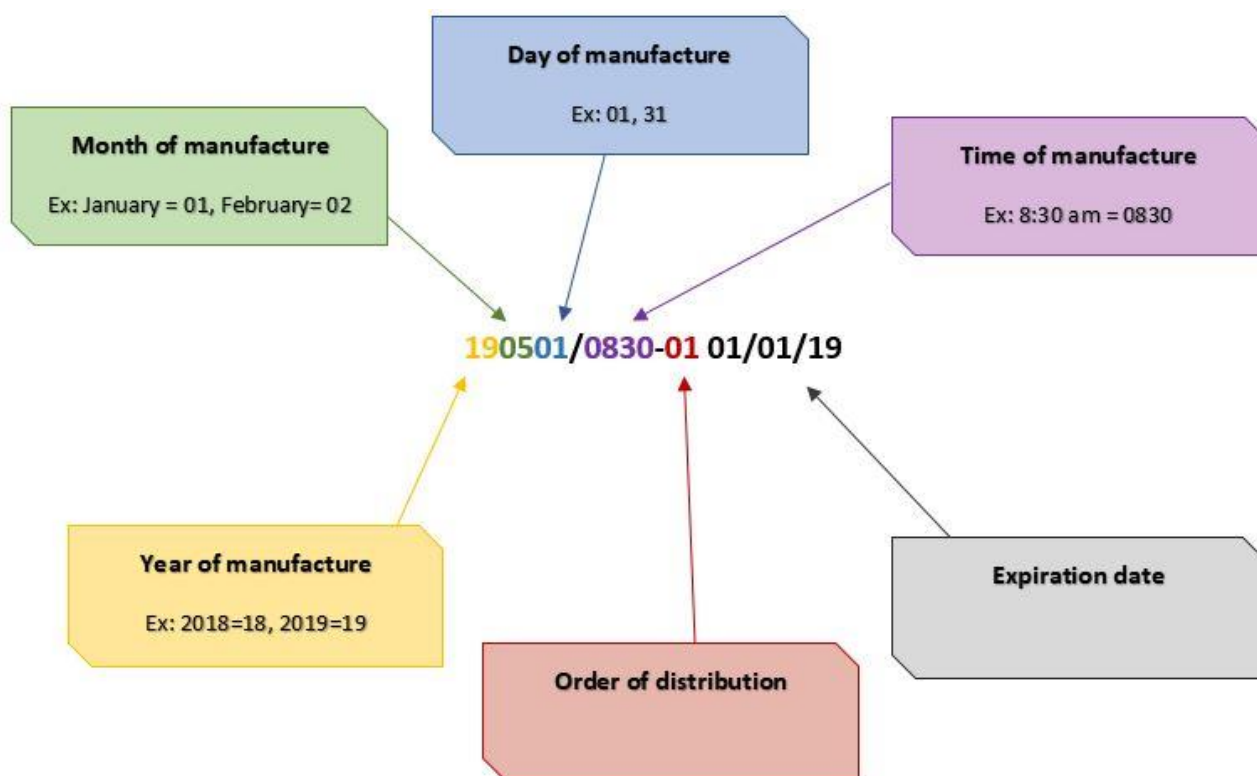 Day of manufacture
Ex: 01, 31
Month of manufacture
Ex: January = 01, February= 02
Time of manufacture
Ex: 8:30 am = 0830
190501/0830-01 01/01/19
Year of manufacture
Ex: 2018=18, 2019=19
Expiration date
Order of distribution